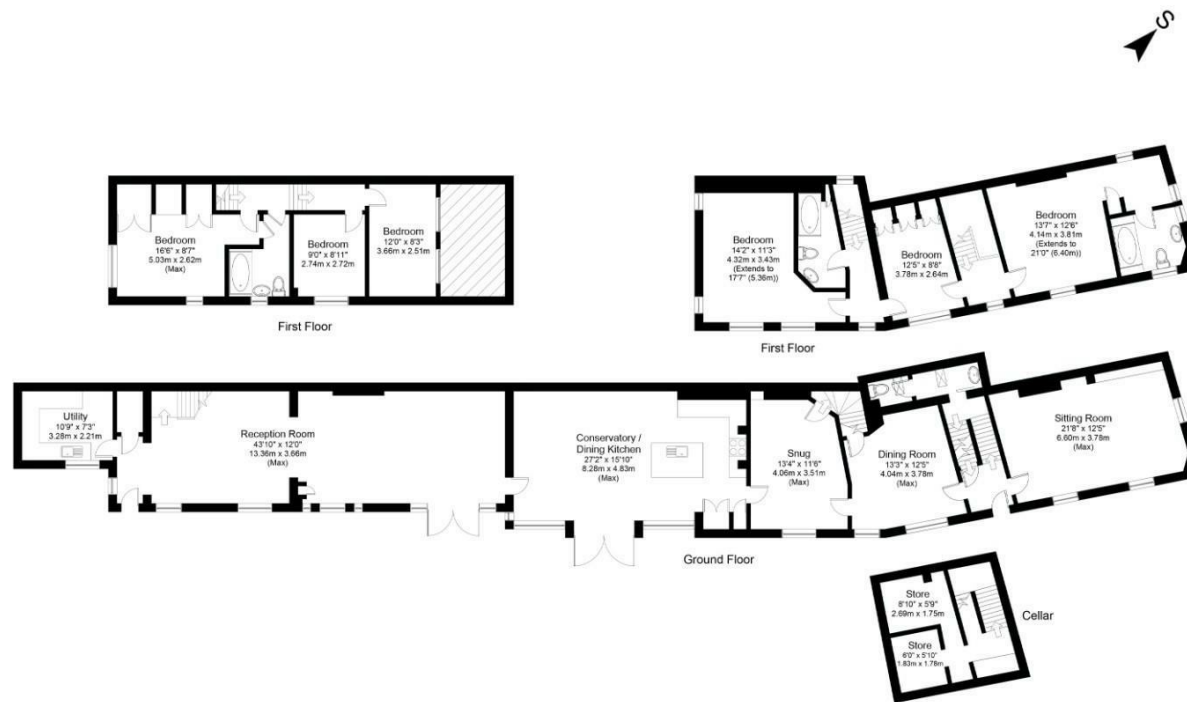 S
Bedroom
16'6" x 8'7"
5.03m x 2.62m
(Max)
Bedroom
9'0" x 8'11"
2.74m x 2.72m
Bedroom
12'0" x 8'3"
3.66m x 2.51m
First Floor
Bedroom
14'2" x 11'3"
4.32m x 3.43m
(Extends to
17'7" (5.36m))
Bedroom
12'5" x 8'8"
3.78m x 2.64m
Bedroom
13'7" x 12'6"
4.14m x 3.81m
(Extends to
21'0" (6.40m))
First Floor
Utility
10'9" x 7'3"
3.28m x 2.21m
Reception Room
43'10" x 12'0"
13.36m x 3.66m
(Max)
Conservatory /
Dining Kitchen
27'2" x 15'10"
8.28m x 4.83m
(Max)
Snug
13'4" x 11'6"
4.06m x 3.51m
(Max)
Dining Room
13'3" x 12'5"
4.04m x 3.78m
(Max)
Sitting Room
21'8" x 12'5"
6.60m x 3.78m
(Max)
Ground Floor
Store
8'10" x 5'9"
2.69m x 1.75m
Store
6'0" x 5'10"
1.83m x 1.78m
Cellar